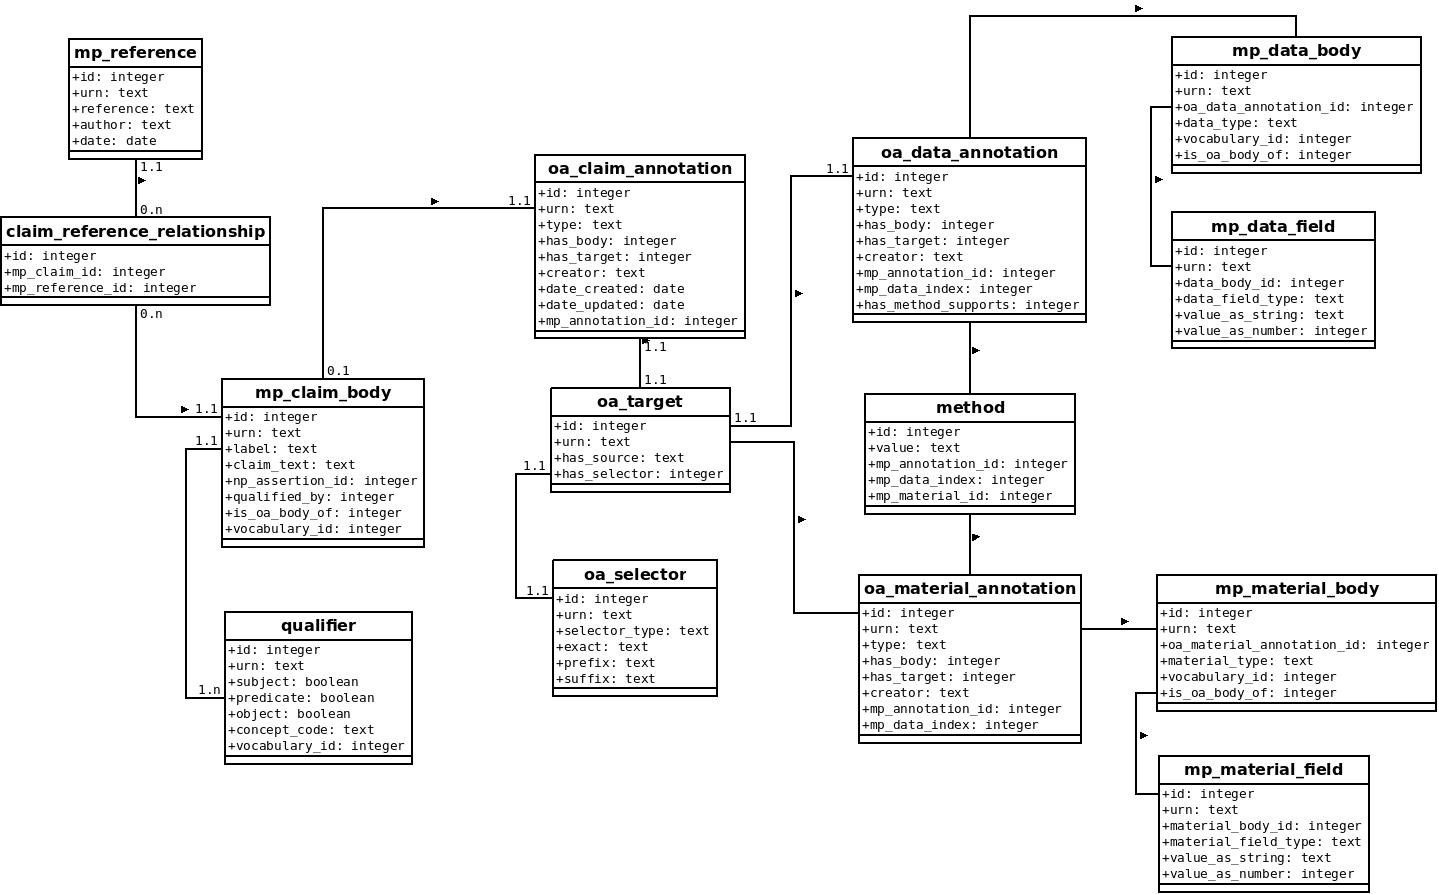 mp_reference
+id: integer
+urn: text
+reference: text
+author: text
+date: date
1.1
0.n
claim_reference_relationship
+id: integer
+mp_claim_id: integer
+mp_reference_id: integer
0.n
1.1
0.1
mp_claim_body
+id: integer
+urn: text
+label: text
+claim_text: text
+np_assertion_id: integer
+qualified_by: integer
+is_oa_body_of: integer
+vocabulary_id: integer
1.1
1.n
qualifier
+id: integer
+urn: text
+subject: boolean
+predicate: boolean
+object: boolean
+concept_code: text
+vocabulary_id: integer
1.1
oa_claim_annotation
+id: integer
+urn: text
+type: text
+has_body: integer
+has_target: integer
+creator: text
+date_created: date
+date_updated: date
+mp_annotation_id: integer
1.1
1.1
oa_target
+id: integer
+urn: text
+has_source: text
+has_selector: integer
1.1
1.1
1.1
oa_selector
+id: integer
+urn: text
+selector_type: text
+exact: text
+prefix: text
+suffix: text
1.1
oa_data_annotation
+id: integer
+urn: text
+type: text
+has_body: integer
+has_target: integer
+creator: text
+mp_annotation_id: integer
+mp_data_index: integer
+has_method_supports: integer
method
+id: integer
+value: text
+mp_annotation_id: integer
+mp_data_index: integer
+mp_material_id: integer
oa_material_annotation
+id: integer
+urn: text
+type: text
+has_body: integer
+has_target: integer
+creator: text
+mp_annotation_id: integer
+mp_data_index: integer
mp_data_body
+id: integer
+urn: text
+oa_data_annotation_id: integer
+data_type: text
+vocabulary_id: integer
+is_oa_body_of: integer
mp_data_field
+id: integer
+urn: text
+data_body_id: integer
+data_field_type: text
+value_as_string: text
+value_as_number: integer
mp_material_body
+id: integer
+urn: text
+oa_material_annotation_id: integer
+material_type: text
+vocabulary_id: integer
+is_oa_body_of: integer
mp_material_field
+id: integer
+urn: text
+material_body_id: integer
+material_field_type: text
+value_as_string: text
+value_as_number: integer